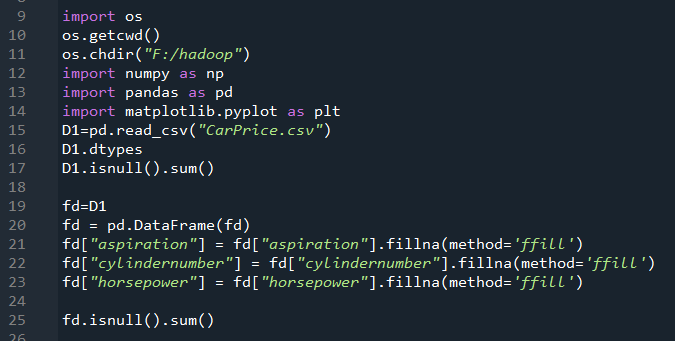 9 import os
10 os.getcwd()
11 os.chdir("F:/hadoop")
12 import numpy as np
13 import pandas as pd
14 import matplotlib.pyplot as plt
15 D1=pd.read_csv("CarPrice.csv")
16 D1.dtypes
17 D1.isnull().sum()
18
19 fd=D1
20 fd = pd.DataFrame(fd)
21 fd["aspiration"] = fd["aspiration"].fillna(method='ffill')
22 fd["cylindernumber"] = fd["cylindernumber"].fillna(method='ffill')
23 fd["horsepower"] = fd["horsepower"].fillna(method='ffill')
24
25 fd.isnull().sum()